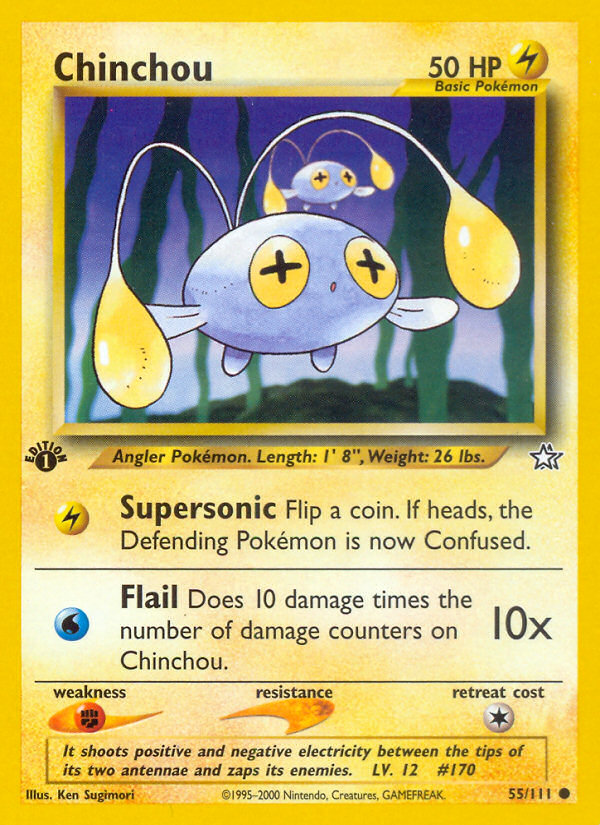 Chinchou
50 HP
Basic Pokémon
EDITION
1
Angler Pokémon. Length: 1' 8", Weight: 26 lbs.
Supersonic Flip a coin. If heads, the
Defending Pokémon is now Confused.
Flail Does 10 damage times the
number of damage counters on
Chinchou.
10x
weakness
resistance
retreat cost
It shoots positive and negative electricity between the tips of
its two antennae and zaps its enemies. LV. 12 #170
Illus. Ken Sugimori
©1995-2000 Nintendo, Creatures, GAMEFREAK.
55/111